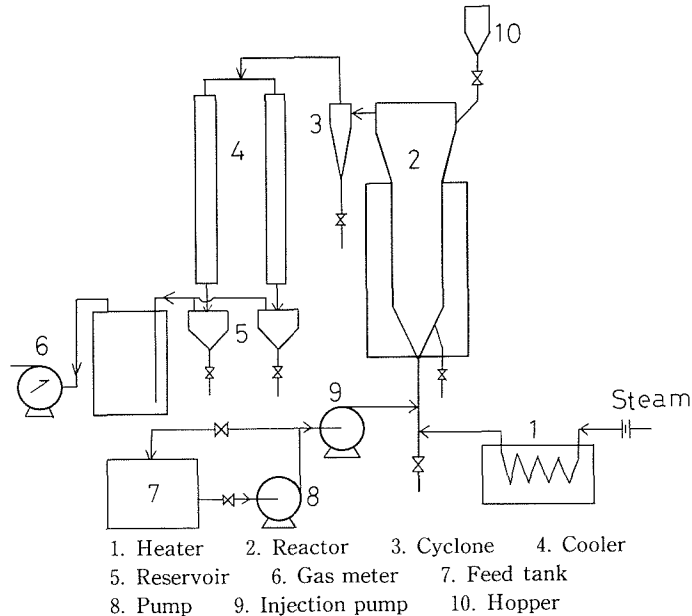 10
3
2
4
6
5
9
Steam
1
7
8
1. Heater 2. Reactor 3. Cyclone 4. Cooler
5. Reservoir 6. Gas meter 7. Feed tank
8. Pump 9. Injection pump 10. Hopper